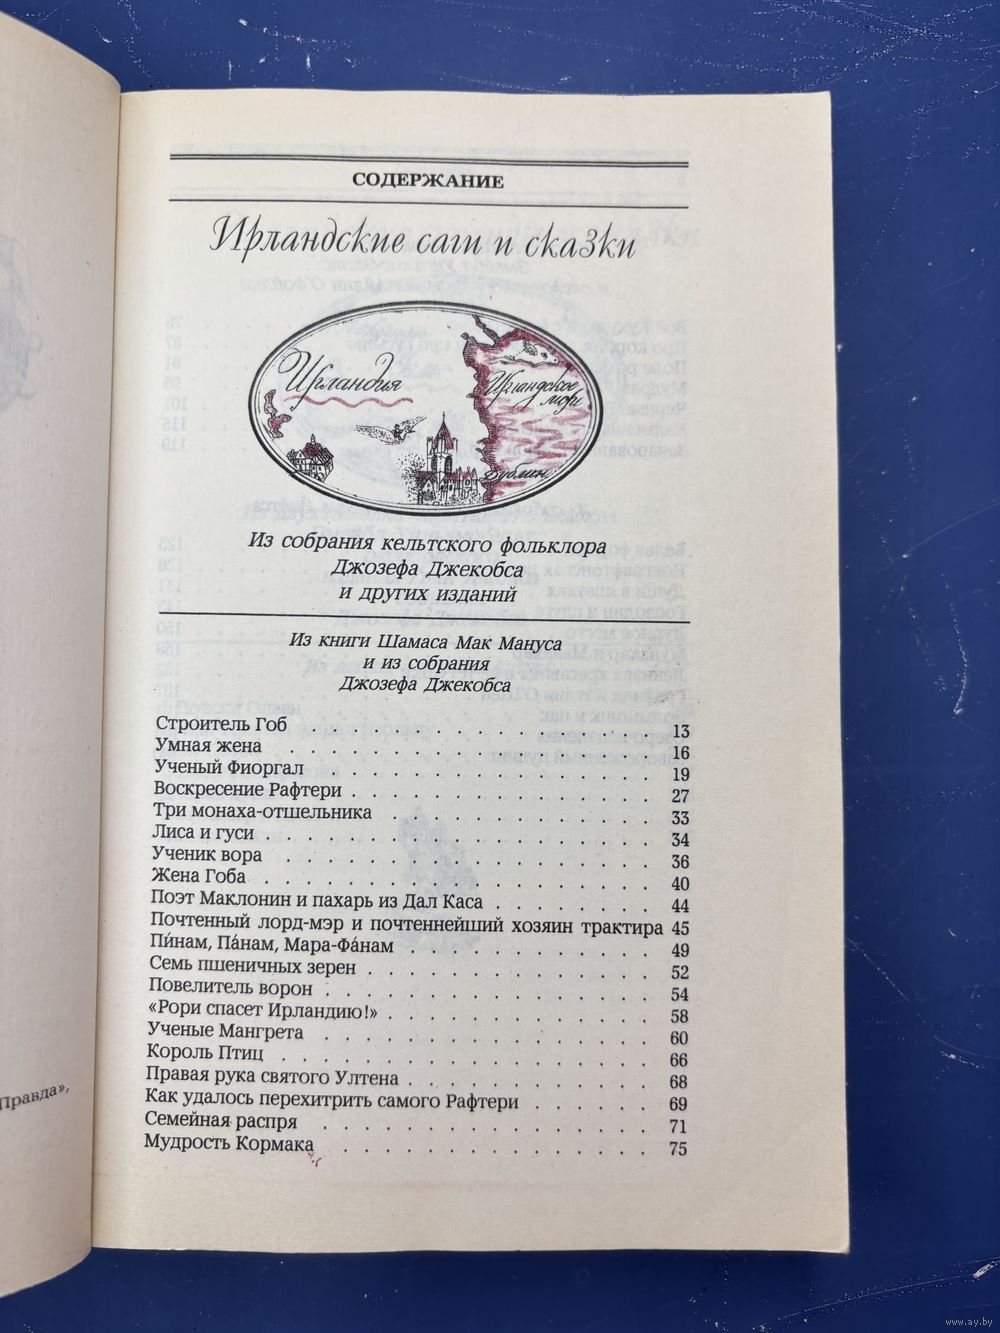 СОДЕРЖАНИЕ
Ирландские саги и сказки
Ирландия
Ирландское
море
Дублин
Из собрания кельтского фольклора
Джозефа Джекобса
и других изданий
Из книги Шамаса Мак Мануса
и из собрания
Джозефа Джекобса
Строитель Гоб . . . . . . . . . . . . . . 13
Умная жена . . . . . . . . . . . . . . 16
Ученый Фиоргал . . . . . . . . . . . . . 19
Воскресение Рафтери . . . . . . . . . . . . 27
Три монаха-отшельника . . . . . . . . . . 33
Лиса и гуси . . . . . . . . . . . . . . 34
Ученик вора . . . . . . . . . . . . . . 36
Жена Гоба . . . . . . . . . . . . . . 40
Поэт Маклонин и пахарь из Дал Каса . . . . . . . 44
Почтенный лорд-мэр и почтеннейший хозяин трактира 45
Пи́нам, Па́нам, Мара-Фа́нам . . . . . . . . . 49
Семь пшеничных зерен . . . . . . . . . . . 52
Повелитель ворон . . . . . . . . . . . . 54
«Рори спасет Ирландию!» . . . . . . . . . . 58
Ученые Мангрета . . . . . . . . . . . . 60
Король Птиц . . . . . . . . . . . . . . 66
Правая рука святого Ултена . . . . . . . . . 68
Как удалось перехитрить самого Рафтери . . . . . 69
Семейная распря . . . . . . . . . . . . 71
Мудрость Кормака . . . . . . . . . . . . 75
Правда»,
www.ay.by